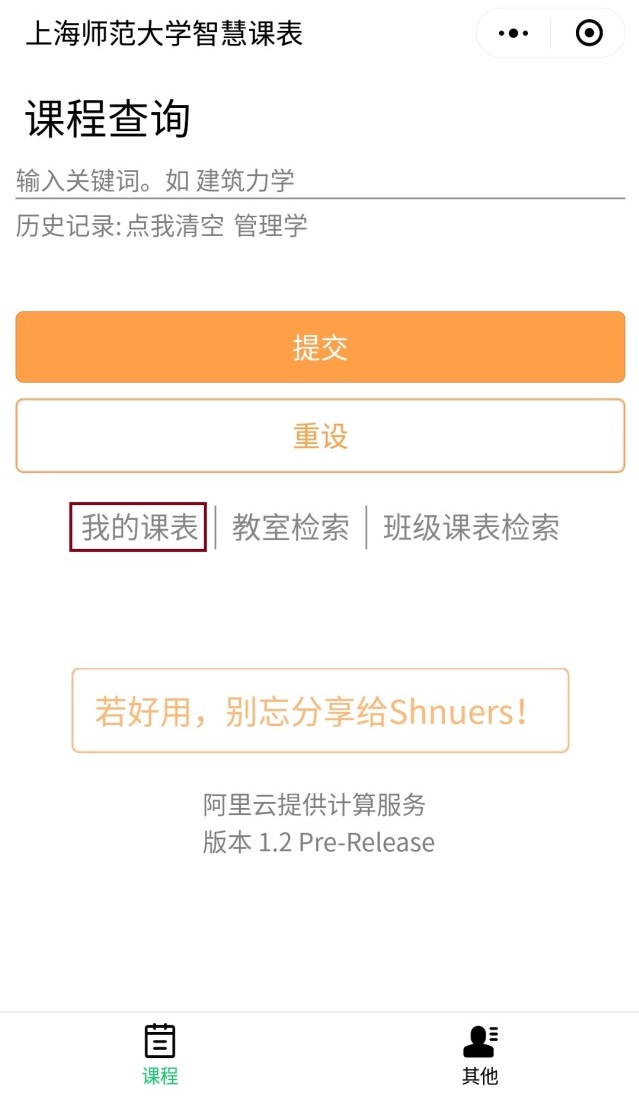 上海师范大学智慧课表
课程查询
输入关键词。如 建筑力学
历史记录: 点我清空 管理学
提交
重设
我的课表 教室检索 班级课表检索
若好用，别忘分享给Shnuers！
阿里云提供计算服务
版本 1.2 Pre-Release
课程 其他